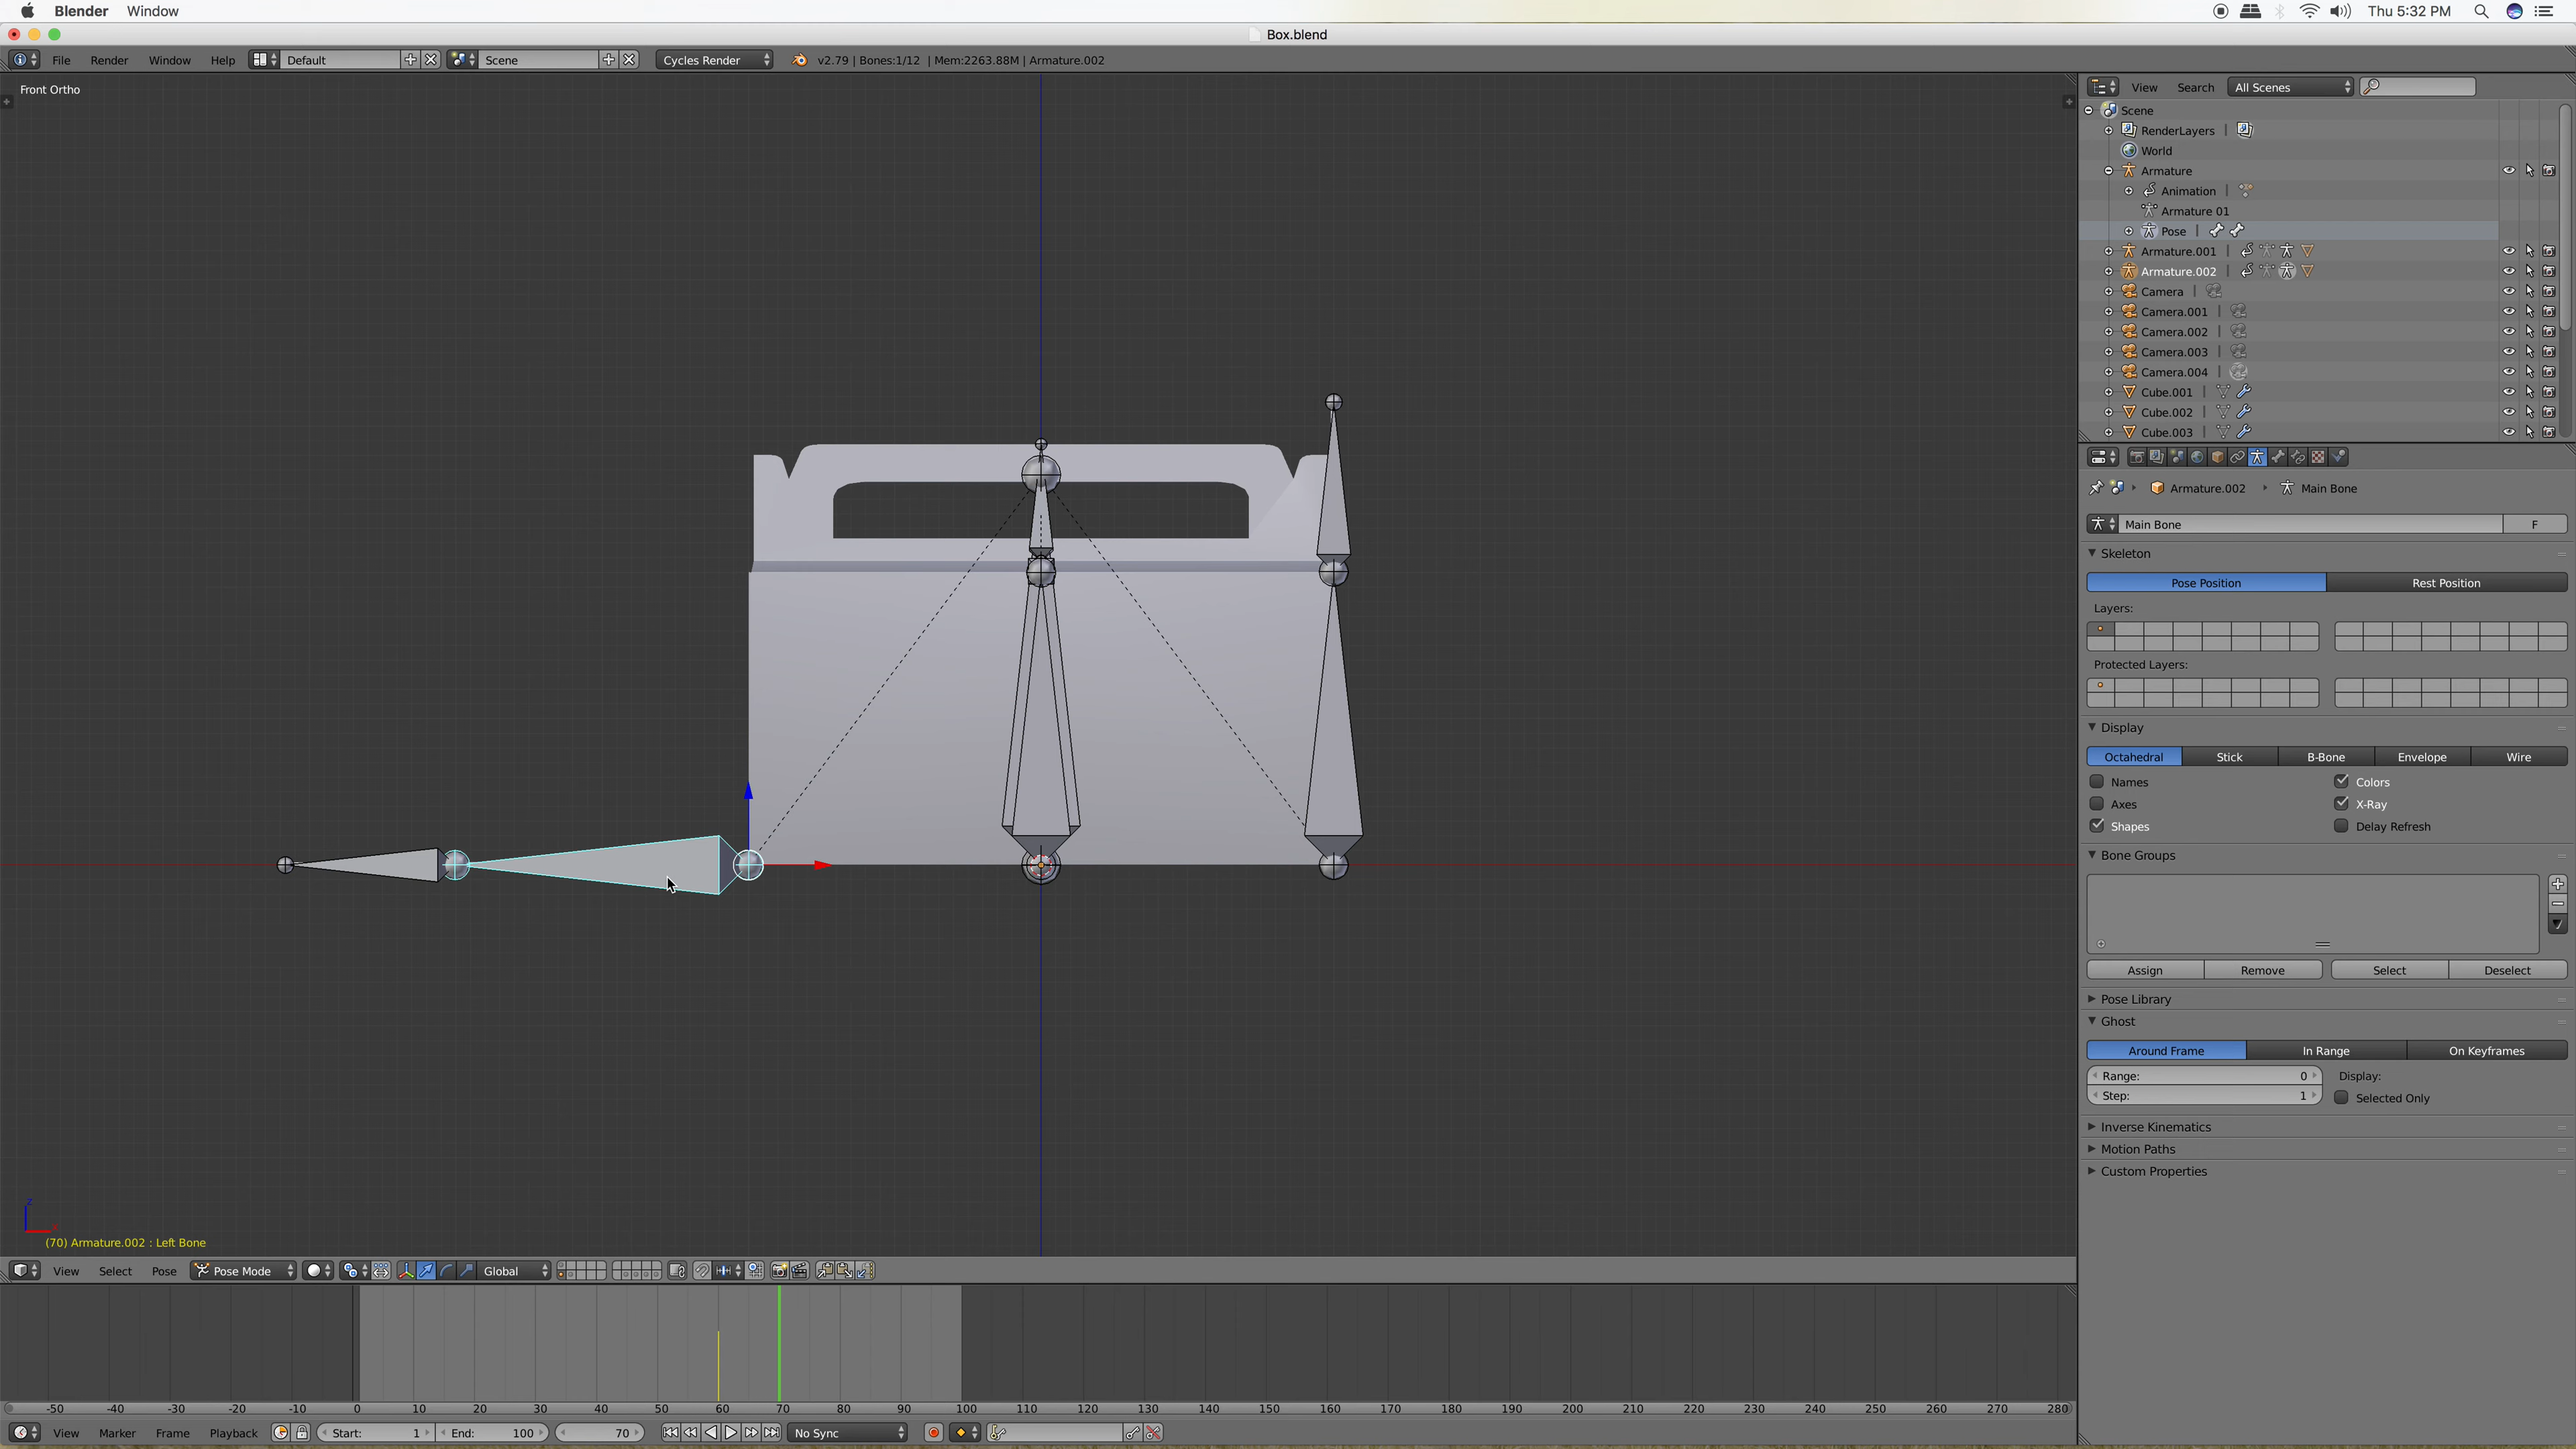 Blender Window Thu 5:32 PM
Box.blend
File Render Window Help Default Scene Cycles Render v2.79 | Bones:1/12 | Mem:2263.88M | Armature.002
Front Ortho
View Search All Scenes
Scene
RenderLayers |
World
Armature
Animation
Armature 01
Pose |
Armature.001 |
Armature.002 |
Camera |
Camera.001 |
Camera.002 |
Camera.003 |
Camera.004 |
Cube.001 |
Cube.002 |
Cube.003 |
Armature.002 Main Bone
Main Bone F
Skeleton
Pose Position Rest Position
Layers:
Protected Layers:
Display
Octahedral Stick B-Bone Envelope Wire
Names Colors
Axes X-Ray
Shapes Delay Refresh
Bone Groups
Assign Remove Select Deselect
Pose Library
Ghost
Around Frame In Range On Keyframes
Range: 0 Display:
Step: 1 Selected Only
Inverse Kinematics
Motion Paths
Custom Properties
z
(70) Armature.002 : Left Bone
View Select Pose Pose Mode Global
-50 -40 -30 -20 -10 0 10 20 30 40 50 60 70 80 90 100 110 120 130 140 150 160 170 180 190 200 210 220 230 240 250 260 270 280
View Marker Frame Playback Start: 1 End: 100 70 No Sync